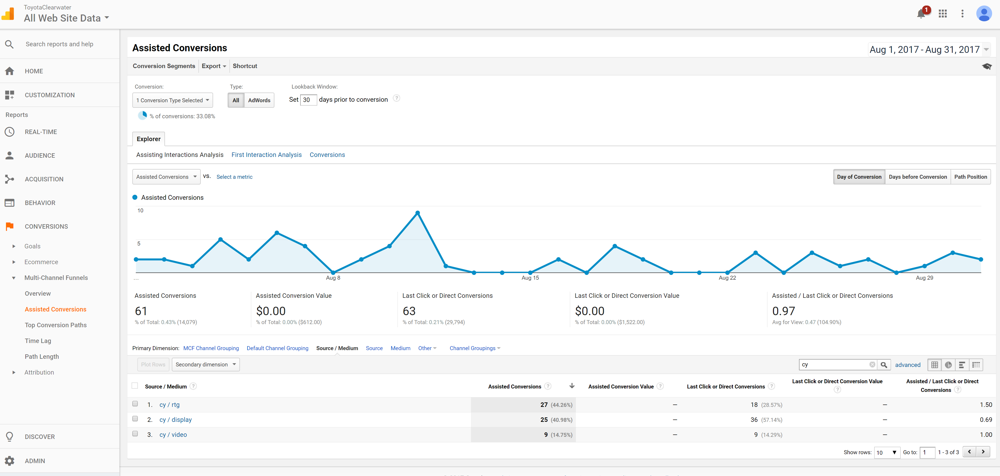 ToyotaClearwater
All Web Site Data
1
Search reports and help
HOME
CUSTOMIZATION
Reports
REAL-TIME
AUDIENCE
ACQUISITION
BEHAVIOR
CONVERSIONS
Goals
Ecommerce
Multi-Channel Funnels
Overview
Assisted Conversions
Top Conversion Paths
Time Lag
Path Length
Attribution
DISCOVER
ADMIN
Assisted Conversions
Aug 1, 2017 - Aug 31, 2017
Conversion Segments Export Shortcut
Conversion: Type: Lookback Window:
1 Conversion Type Selected All AdWords Set 30 days prior to conversion ?
% of conversions: 33.08%
Explorer
Assisting Interactions Analysis First Interaction Analysis Conversions
Assisted Conversions VS. Select a metric Day of Conversion Days before Conversion Path Position
Assisted Conversions
10
5
... Aug 8 Aug 15 Aug 22 Aug 29
Assisted Conversions Assisted Conversion Value Last Click or Direct Conversions Last Click or Direct Conversion Value Assisted / Last Click or Direct Conversions
61 $0.00 63 $0.00 0.97
% of Total: 0.43% (14,079) % of Total: 0.00% ($612.00) % of Total: 0.21% (29,794) % of Total: 0.00% ($1,522.00) Avg for View: 0.47 (104.90%)
Primary Dimension: MCF Channel Grouping Default Channel Grouping Source / Medium Source Medium Other Channel Groupings
Plot Rows Secondary dimension cy advanced
Source / Medium ? Assisted Conversions ? Assisted Conversion Value ? Last Click or Direct Conversions ? Last Click or Direct Conversion Value ? Assisted / Last Click or Direct Conversions ?
1. cy / rtg 27 (44.26%) — 18 (28.57%) — 1.50
2. cy / display 25 (40.98%) — 36 (57.14%) — 0.69
3. cy / video 9 (14.75%) — 9 (14.29%) — 1.00
Show rows: 10 Go to: 1 1 - 3 of 3